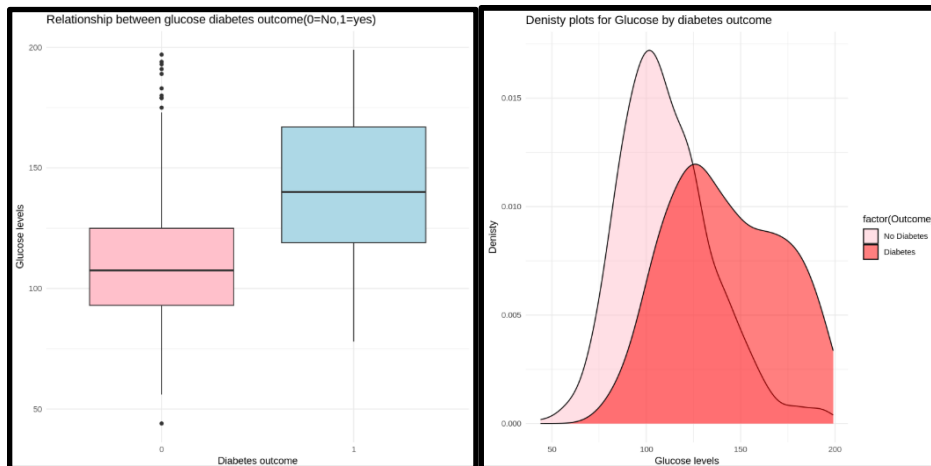 Relationship between glucose diabetes outcome(0=No,1=yes)
200
150
100
50
Glucose levels
0
1
Diabetes outcome
Denisty plots for Glucose by diabetes outcome
0.015
0.010
0.005
0.000
Denisty
50
100
150
200
Glucose levels
factor(Outcome
No Diabetes
Diabetes